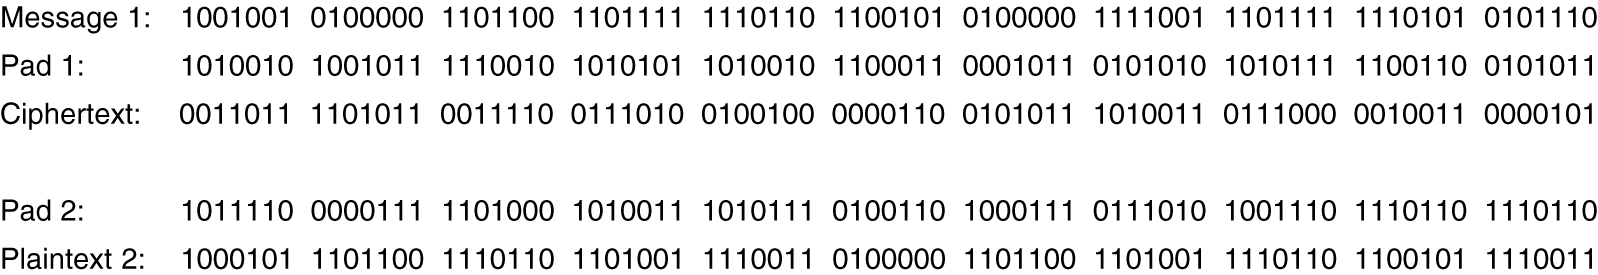 Message 1: 1001001 0100000 1101100 1101111 1110110 1100101 0100000 1111001 1101111 1110101 0101110
Pad 1: 1010010 1001011 1110010 1010101 1010010 1100011 0001011 0101010 1010111 1100110 0101011
Ciphertext: 0011011 1101011 0011110 0111010 0100100 0000110 0101011 1010011 0111000 0010011 0000101
Pad 2: 1011110 0000111 1101000 1010011 1010111 0100110 1000111 0111010 1001110 1110110 1110110
Plaintext 2: 1000101 1101100 1110110 1101001 1110011 0100000 1101100 1101001 1110110 1100101 1110011